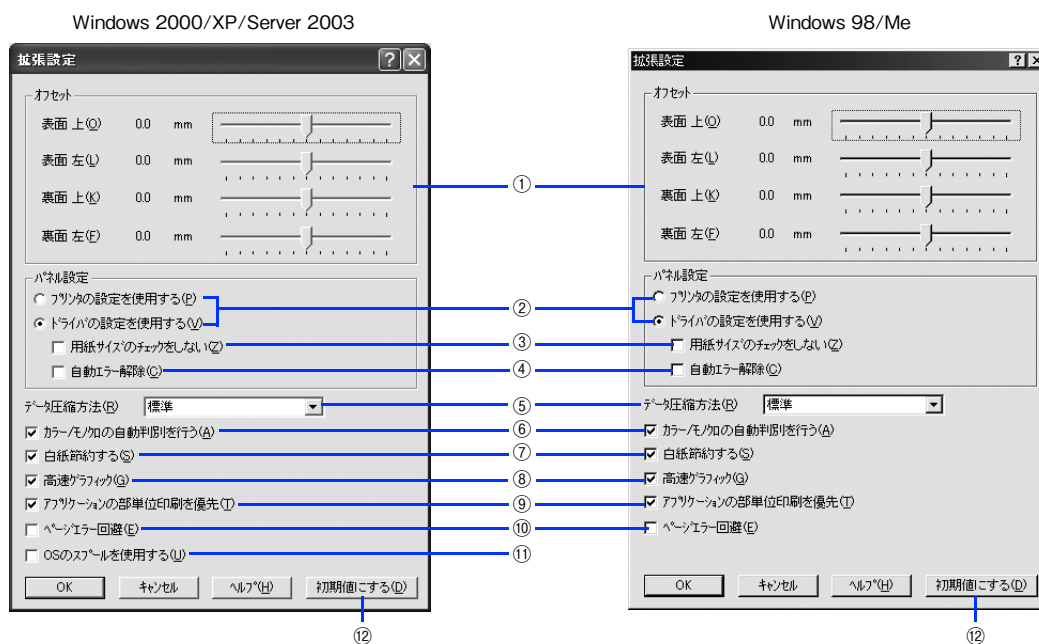 Windows 2000/XP/Server 2003
拡張設定
オフセット
表面 上(O) 0.0 mm
表面 左(L) 0.0 mm
裏面 上(K) 0.0 mm
裏面 左(F) 0.0 mm
パネル設定
プリンタの設定を使用する(P)
ドライバの設定を使用する(V)
用紙サイズのチェックをしない(Z)
自動エラー解除(C)
データ圧縮方法(R) 標準
カラー/モノクロの自動判別を行う(A)
白紙節約する(S)
高速グラフィック(G)
アプリケーションの部単位印刷を優先(T)
ページエラー回避(E)
OSのスプールを使用する(U)
OK キャンセル ヘルプ(H) 初期値にする(D)
⑫
①
②
③
④
⑤
⑥
⑦
⑧
⑨
⑩
⑪
Windows 98/Me
拡張設定
オフセット
表面 上(O) 0.0 mm
表面 左(L) 0.0 mm
裏面 上(K) 0.0 mm
裏面 左(F) 0.0 mm
パネル設定
プリンタの設定を使用する(P)
ドライバの設定を使用する(V)
用紙サイズのチェックをしない(Z)
自動エラー解除(C)
データ圧縮方法(R) 標準
カラー/モノクロの自動判別を行う(A)
白紙節約する(S)
高速グラフィック(G)
アプリケーションの部単位印刷を優先(T)
ページエラー回避(E)
OK キャンセル ヘルプ(H) 初期値にする(D)
⑫